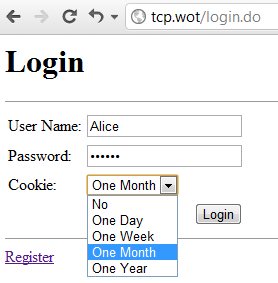 tcp.wot/login.do
Login
User Name: Alice
Password: ••••••
Cookie: One Month
No
One Day
One Week
One Month
One Year
Login
Register